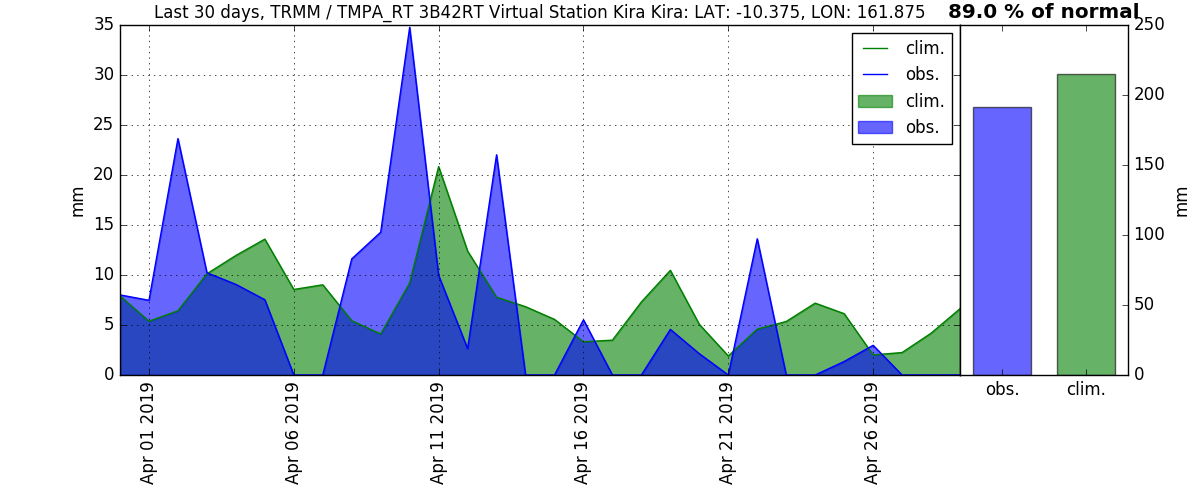 Last 30 days, TRMM / TMPA_RT 3B42RT Virtual Station Kira Kira: LAT: -10.375, LON: 161.875
89.0 % of normal
35
30
25
20
15
10
5
0
mm
clim.
obs.
clim.
obs.
Apr 01 2019
Apr 06 2019
Apr 11 2019
Apr 16 2019
Apr 21 2019
Apr 26 2019
250
200
150
100
50
0
mm
obs.
clim.